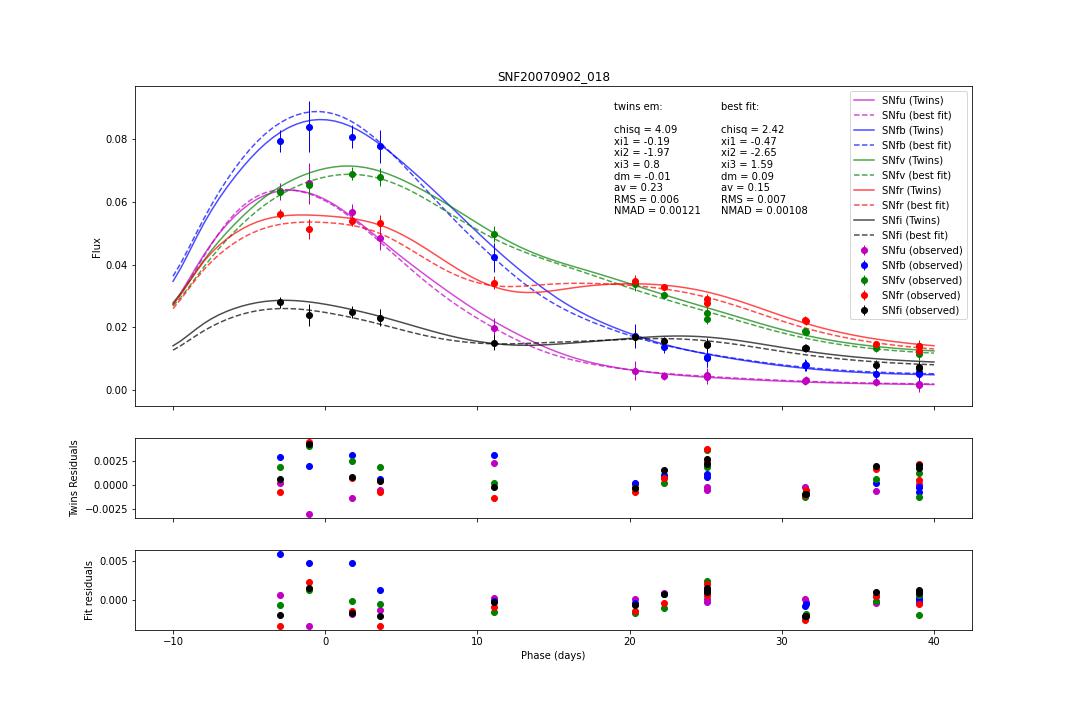 SNF20070902_018
twins em: best fit:
chisq = 4.09 chisq = 2.42
xi1 = -0.19 xi1 = -0.47
xi2 = -1.97 xi2 = -2.65
xi3 = 0.8 xi3 = 1.59
dm = -0.01 dm = 0.09
av = 0.23 av = 0.15
RMS = 0.006 RMS = 0.007
NMAD = 0.00121 NMAD = 0.00108
SNfu (Twins)
SNfu (best fit)
SNfb (Twins)
SNfb (best fit)
SNfv (Twins)
SNfv (best fit)
SNfr (Twins)
SNfr (best fit)
SNfi (Twins)
SNfi (best fit)
SNfu (observed)
SNfb (observed)
SNfv (observed)
SNfr (observed)
SNfi (observed)
Flux
0.08
0.06
0.04
0.02
0.00
Twins Residuals
0.0025
0.0000
−0.0025
Fit residuals
0.005
0.000
−10 0 10 20 30 40
Phase (days)